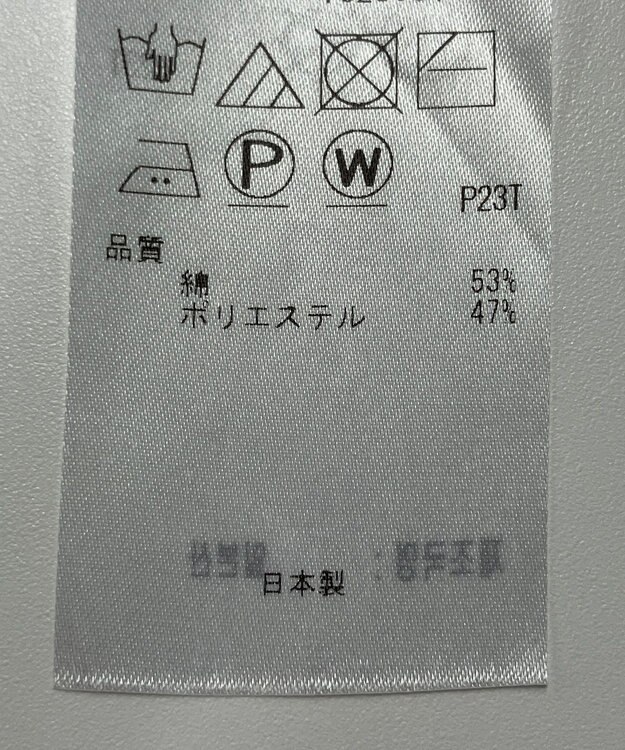 P W
P23T
品質
綿 53%
ポリエステル 47%
日本製